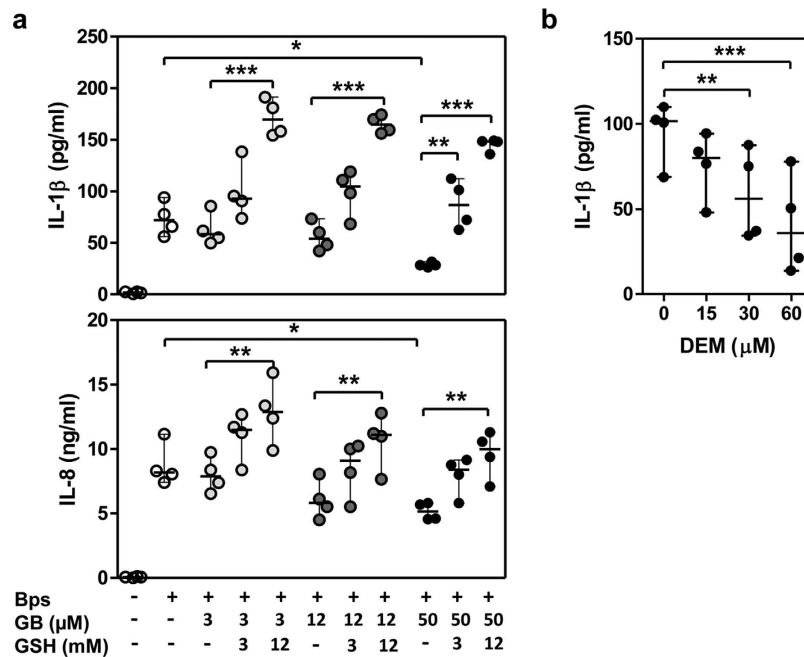 a
IL-1β (pg/ml)
250
200
150
100
50
0
*
***
***
***
**
IL-8 (ng/ml)
20
15
10
5
0
*
**
**
**
Bps - + + + + + + + + + +
GB (μM) - - 3 3 3 12 12 12 50 50 50
GSH (mM) - - - 3 12 - 3 12 - 3 12
b
IL-1β (pg/ml)
150
100
50
0
***
**
0 15 30 60
DEM (μM)